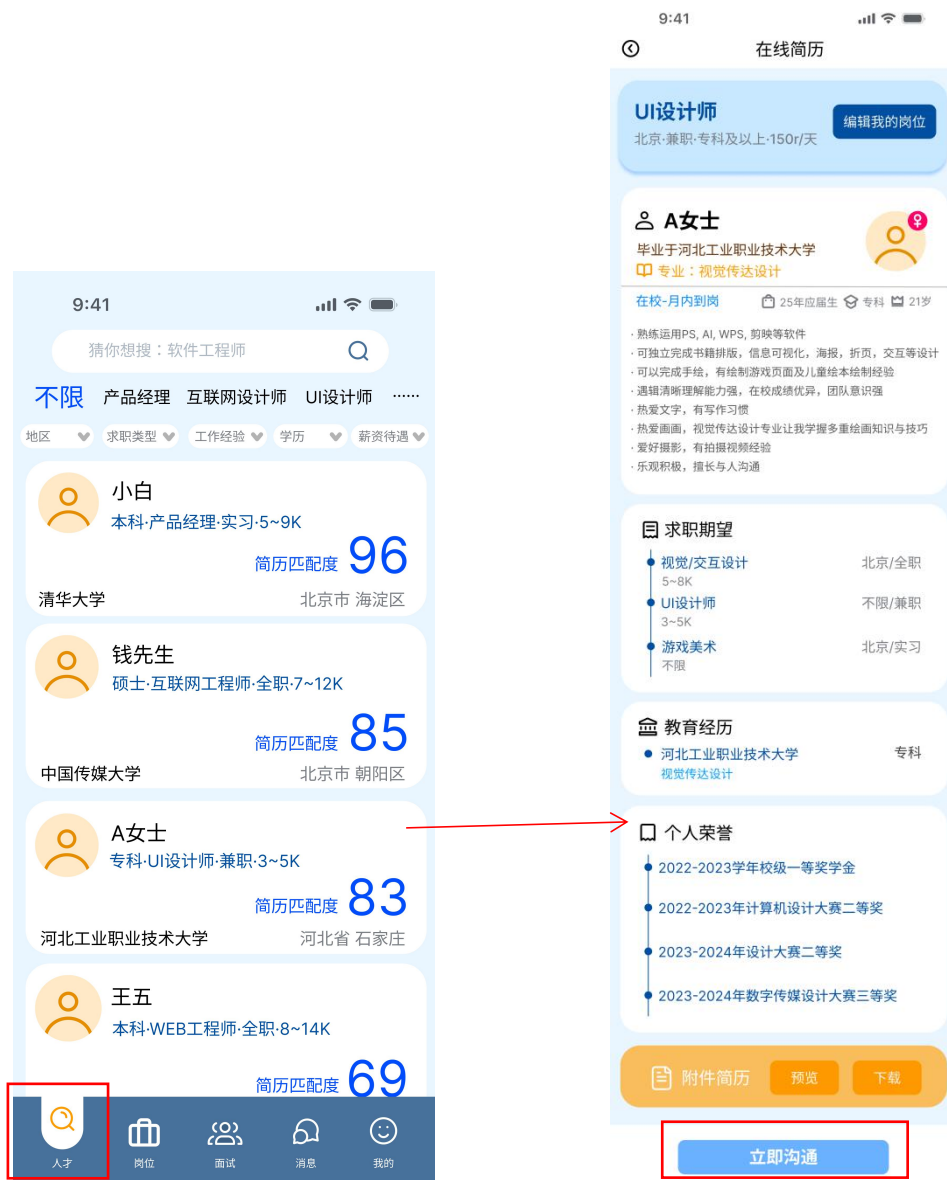 9:41
猜你想搜：软件工程师
不限 产品经理 互联网设计师 UI设计师 ······
地区 求职类型 工作经验 学历 薪资待遇
小白
本科·产品经理·实习·5~9K
简历匹配度 96
清华大学 北京市 海淀区
钱先生
硕士·互联网工程师·全职·7~12K
简历匹配度 85
中国传媒大学 北京市 朝阳区
A女士
专科·UI设计师·兼职·3~5K
简历匹配度 83
河北工业职业技术大学 河北省 石家庄
王五
本科·WEB工程师·全职·8~14K
简历匹配度 69
人才 岗位 面试 消息 我的
9:41
在线简历
UI设计师
北京·兼职·专科及以上·150r/天
编辑我的岗位
A女士
毕业于河北工业职业技术大学
专业：视觉传达设计
在校-月内到岗 25年应届生 专科 21岁
· 熟练运用PS, AI, WPS, 剪映等软件
· 可独立完成书籍排版，信息可视化，海报，折页，交互等设计
· 可以完成手绘，有绘制游戏页面及儿童绘本绘制经验
· 逻辑清晰理解能力强，在校成绩优异，团队意识强
· 热爱文字，有写作习惯
· 热爱画画，视觉传达设计专业让我学握多重绘画知识与技巧
· 爱好摄影，有拍摄视频经验
· 乐观积极，擅长与人沟通
求职期望
视觉/交互设计 北京/全职
5~8K
UI设计师 不限/兼职
3~5K
游戏美术 北京/实习
不限
教育经历
河北工业职业技术大学 专科
视觉传达设计
个人荣誉
2022-2023学年校级一等奖学金
2022-2023年计算机设计大赛二等奖
2023-2024年设计大赛二等奖
2023-2024年数字传媒设计大赛三等奖
附件简历 预览 下载
立即沟通